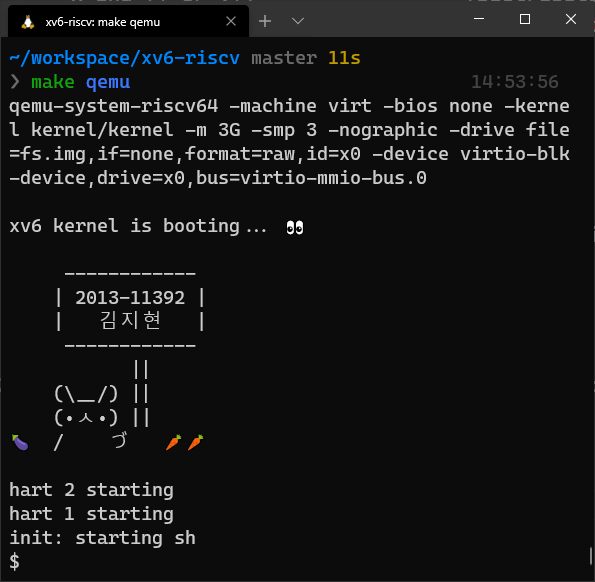 xv6-riscv: make qemu
~/workspace/xv6-riscv master 11s
❯ make qemu 14:53:56
qemu-system-riscv64 -machine virt -bios none -kerne
l kernel/kernel -m 3G -smp 3 -nographic -drive file
=fs.img,if=none,format=raw,id=x0 -device virtio-blk
-device,drive=x0,bus=virtio-mmio-bus.0
xv6 kernel is booting... 👀
------------
| 2013-11392 |
| 김지현 |
------------
||
(\__/) ||
(•ㅅ•) ||
🍆 / づ 🥕🥕
hart 2 starting
hart 1 starting
init: starting sh
$